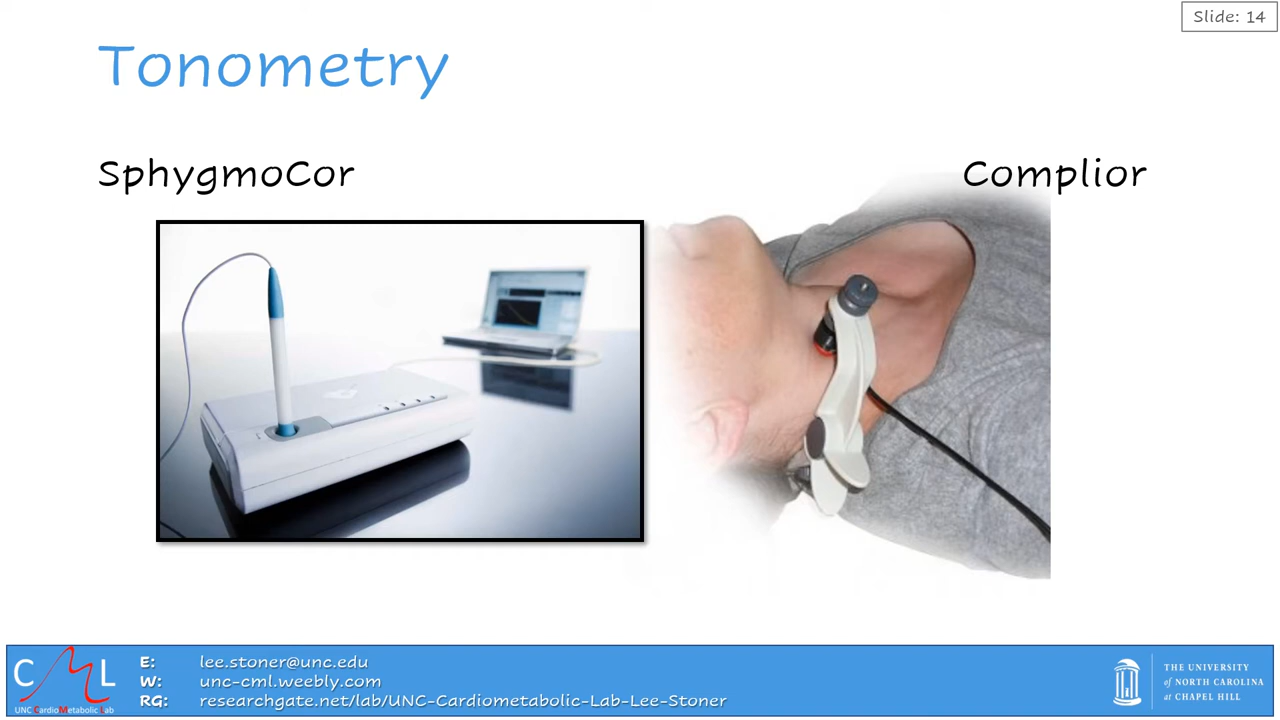 Slide: 14
Tonometry
SphygmoCor
Complior
CML
UNC CardioMetabolic Lab
E: lee.stoner@unc.edu
W: unc-cml.weebly.com
RG: researchgate.net/lab/UNC-Cardiometabolic-Lab-Lee-Stoner
THE UNIVERSITY
of NORTH CAROLINA
at CHAPEL HILL